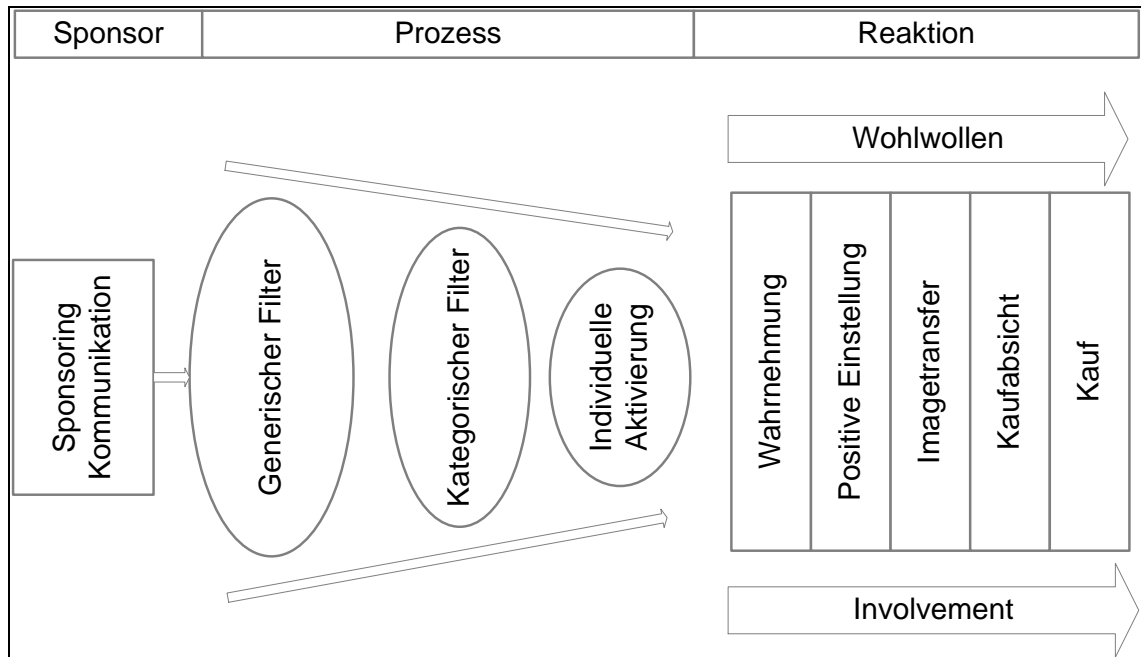 Sponsor
Prozess
Reaktion
Wohlwollen
Sponsoring
Kommunikation
Generischer Filter
Kategorischer Filter
Individuelle
Aktivierung
Wahrnehmung
Positive Einstellung
Imagetransfer
Kaufabsicht
Kauf
Involvement